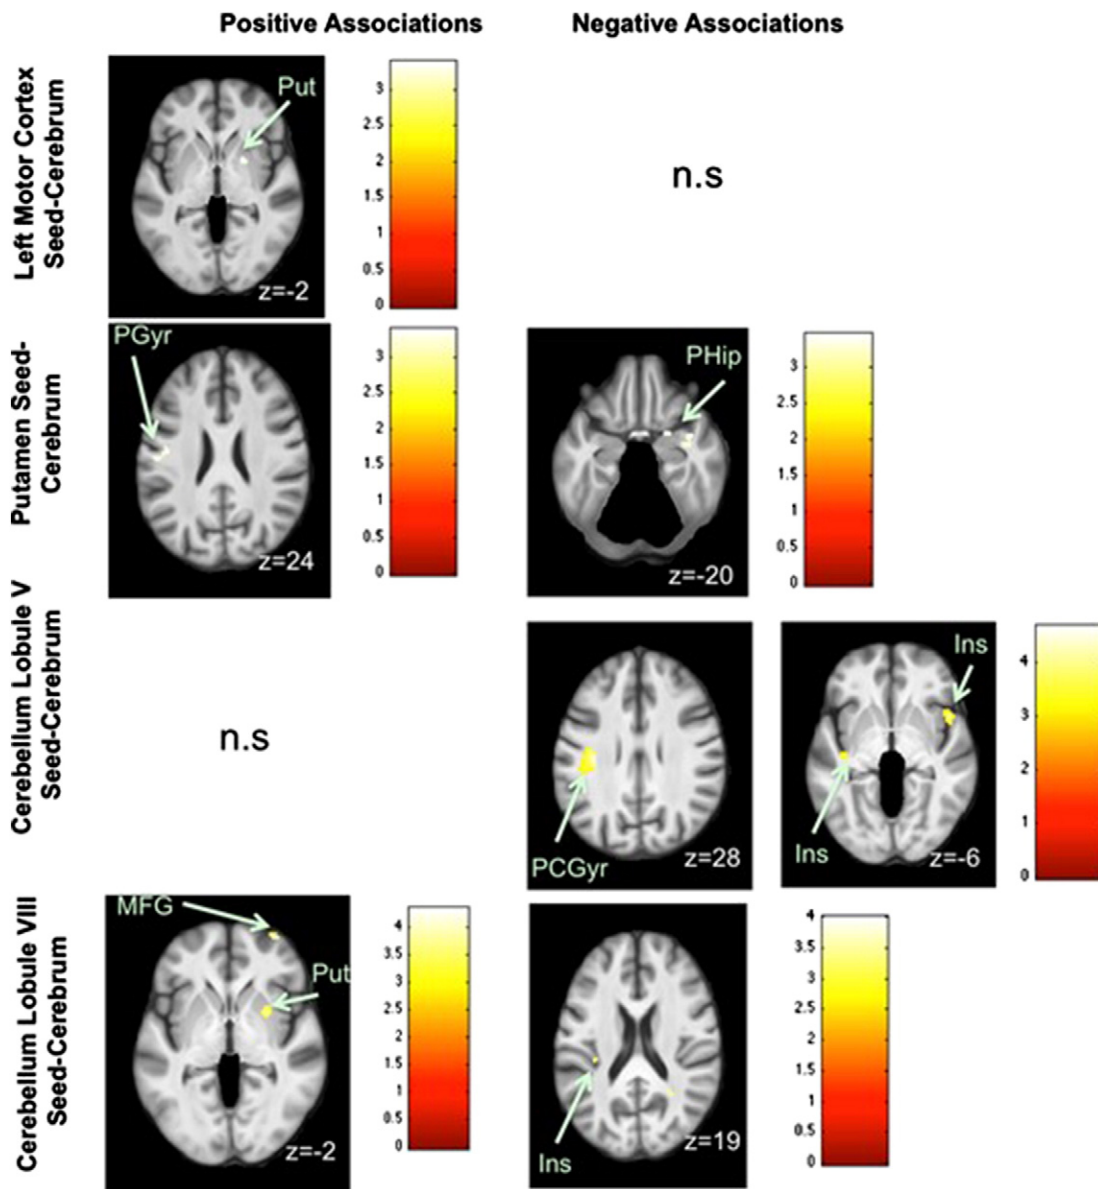 Positive Associations
Negative Associations
Left Motor Cortex
Seed-Cerebrum
Put
z=-2
3
2.5
2
1.5
1
0.5
0
n.s
Putamen Seed-
Cerebrum
PGyr
z=24
3
2.5
2
1.5
1
0.5
0
PHip
z=-20
3
2.5
2
1.5
1
0.5
0
Cerebellum Lobule V
Seed-Cerebrum
n.s
PCGyr
z=28
Ins
Ins
z=-6
4
3
2
1
0
Cerebellum Lobule VIII
Seed-Cerebrum
MFG
Put
z=-2
4
3.5
3
2.5
2
1.5
1
0.5
0
Ins
z=19
4
3.5
3
2.5
2
1.5
1
0.5
0